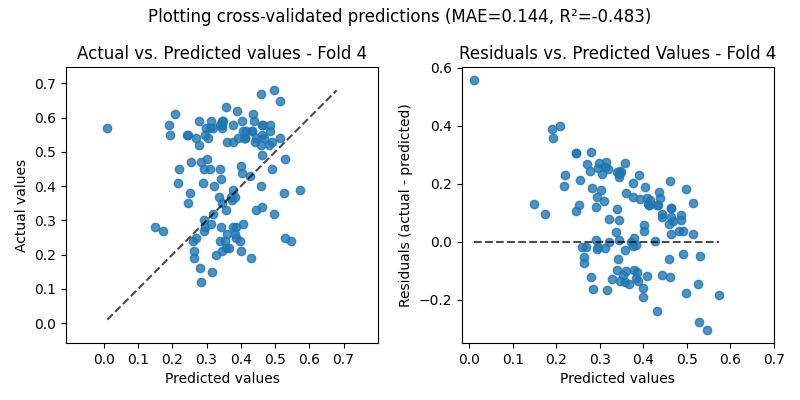 Plotting cross-validated predictions (MAE=0.144, R²=-0.483)
Actual vs. Predicted values - Fold 4
Actual values
0.7
0.6
0.5
0.4
0.3
0.2
0.1
0.0
0.0 0.1 0.2 0.3 0.4 0.5 0.6 0.7
Predicted values
Residuals vs. Predicted Values - Fold 4
Residuals (actual - predicted)
0.6
0.4
0.2
0.0
−0.2
0.0 0.1 0.2 0.3 0.4 0.5 0.6 0.7
Predicted values